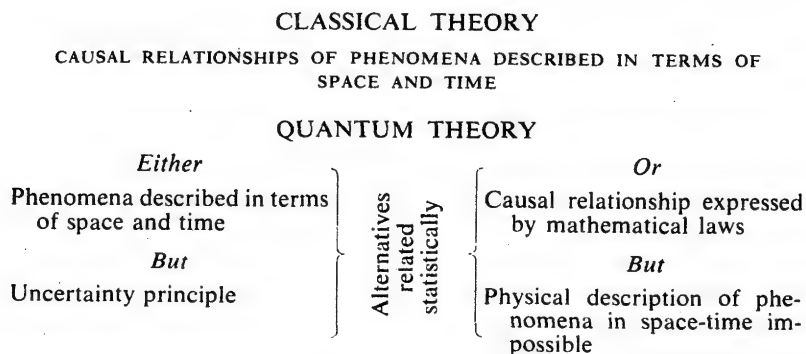 CLASSICAL THEORY
CAUSAL RELATIONSHIPS OF PHENOMENA DESCRIBED IN TERMS OF
SPACE AND TIME
QUANTUM THEORY
Either
Phenomena described in terms
of space and time
But
Uncertainty principle
Alternatives
related
statistically
Or
Causal relationship expressed
by mathematical laws
But
Physical description of phe-
nomena in space-time im-
possible